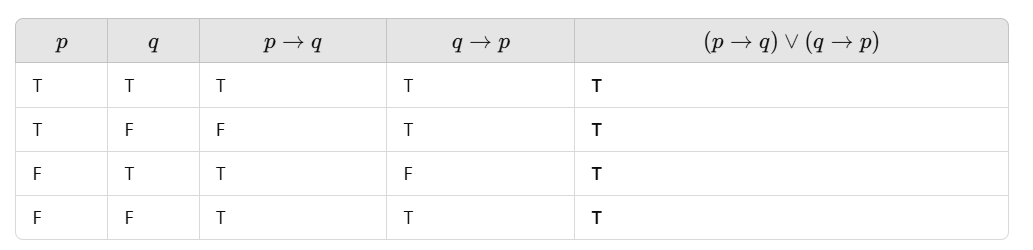 p q p → q q → p (p → q) ∨ (q → p)
T T T T T
T F F T T
F T T F T
F F T T T